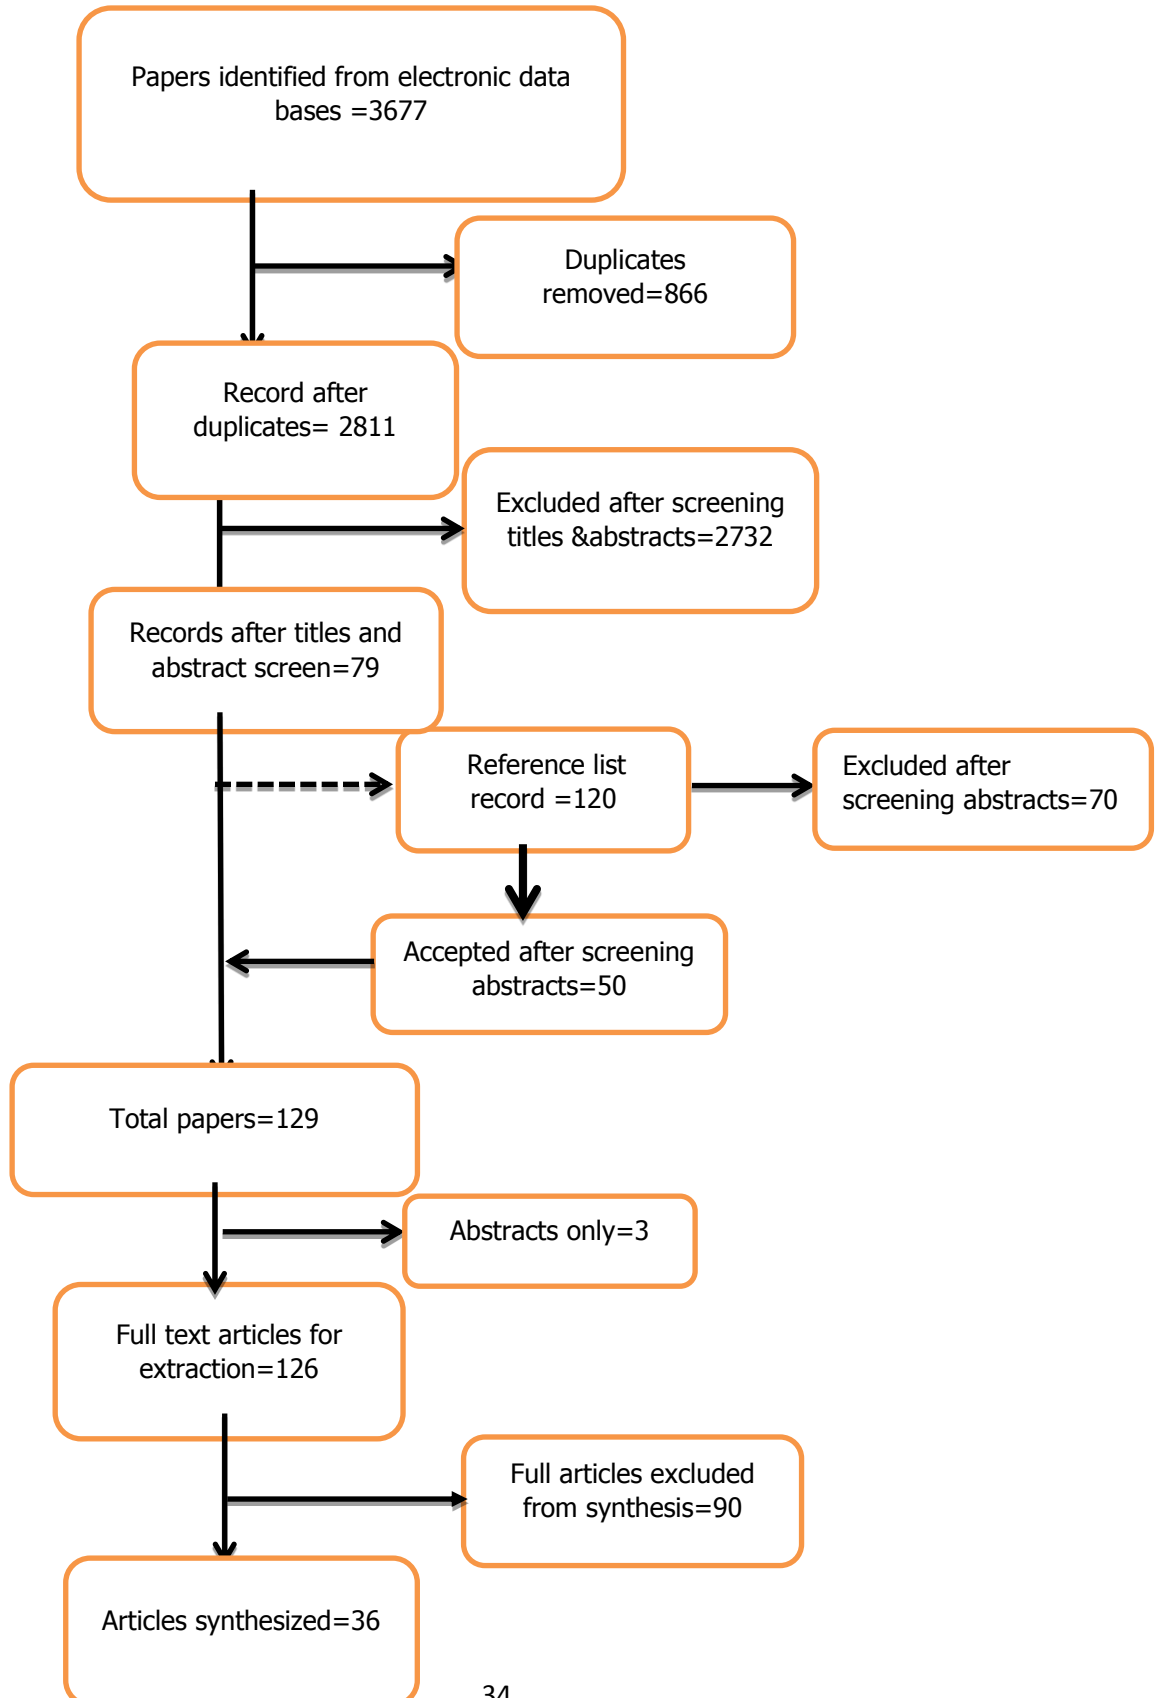 Papers identified from electronic data
bases =3677
Duplicates
removed=866
Record after
duplicates= 2811
Excluded after screening
titles &abstracts=2732
Records after titles and
abstract screen=79
Reference list
record =120
Excluded after
screening abstracts=70
Accepted after screening
abstracts=50
Total papers=129
Abstracts only=3
Full text articles for
extraction=126
Full articles excluded
from synthesis=90
Articles synthesized=36
34